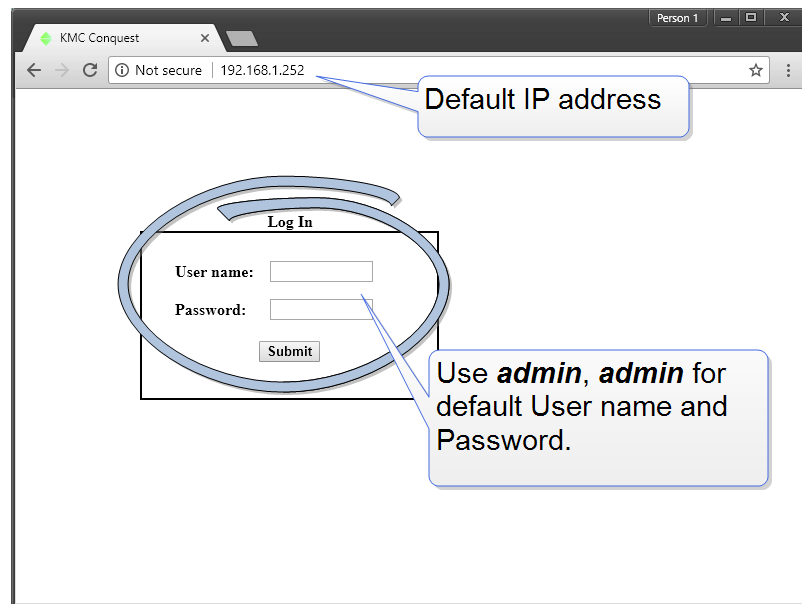 Person 1
KMC Conquest
Not secure
192.168.1.252
Default IP address
Log In
User name:
Password:
Submit
Use admin, admin for
default User name and
Password.